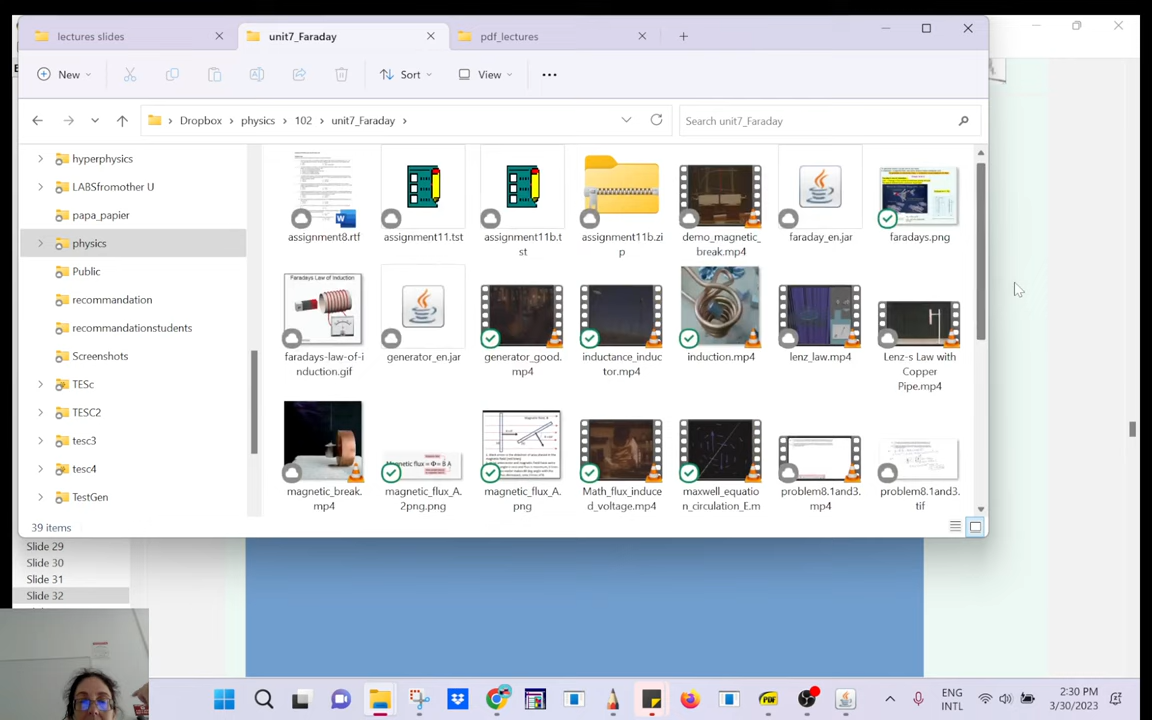 lectures slides
unit7_Faraday
pdf_lectures
New
Sort
View
Dropbox
physics
102
unit7_Faraday
Search unit7_Faraday
hyperphysics
LABSfromother U
papa_papier
physics
Public
recommandation
recommandationstudents
Screenshots
TESc
TESC2
tesc3
tesc4
TestGen
assignment8.rtf
assignment11.tst
assignment11b.t
st
assignment11b.zi
p
demo_magnetic_
break.mp4
faraday_en.jar
faradays.png
Faradays Law of Induction
faradays-law-of-i
nduction.gif
generator_en.jar
generator_good.
mp4
inductance_induc
tor.mp4
induction.mp4
lenz_law.mp4
Lenz-s Law with
Copper
Pipe.mp4
magnetic_break.
mp4
magnetic_flux_A.
2png.png
magnetic_flux_A.
png
Math_flux_induce
d_voltage.mp4
maxwell_equatio
n_circulation_E.m
problem8.1and3.
mp4
problem8.1and3.
tif
39 items
Slide 29
Slide 30
Slide 31
Slide 32
ENG
INTL
2:30 PM
3/30/2023